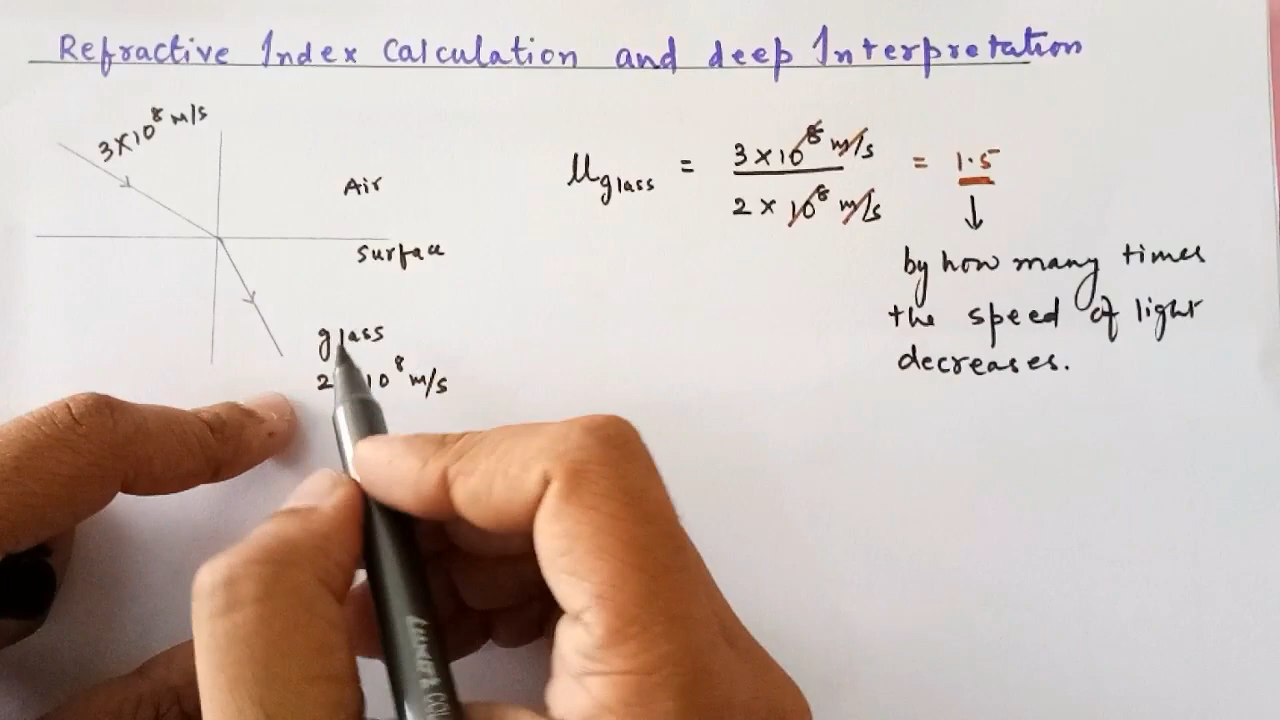 Refractive Index Calculation and deep Interpretation
3×10⁸ m/s
Air
Surface
glass
2 10⁸ m/s
μglass = 3×10⁸ m/s / 2×10⁸ m/s = 1.5
↓
by how many times
the speed of light
decreases.